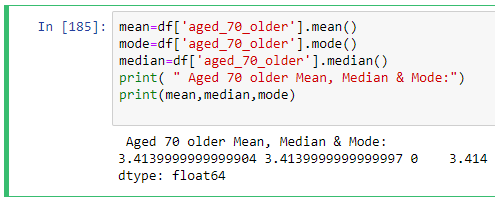 In [185]: mean=df['aged_70_older'].mean()
mode=df['aged_70_older'].mode()
median=df['aged_70_older'].median()
print( " Aged 70 older Mean, Median & Mode:")
print(mean,median,mode)
Aged 70 older Mean, Median & Mode:
3.4139999999999904 3.4139999999999997 0    3.414
dtype: float64